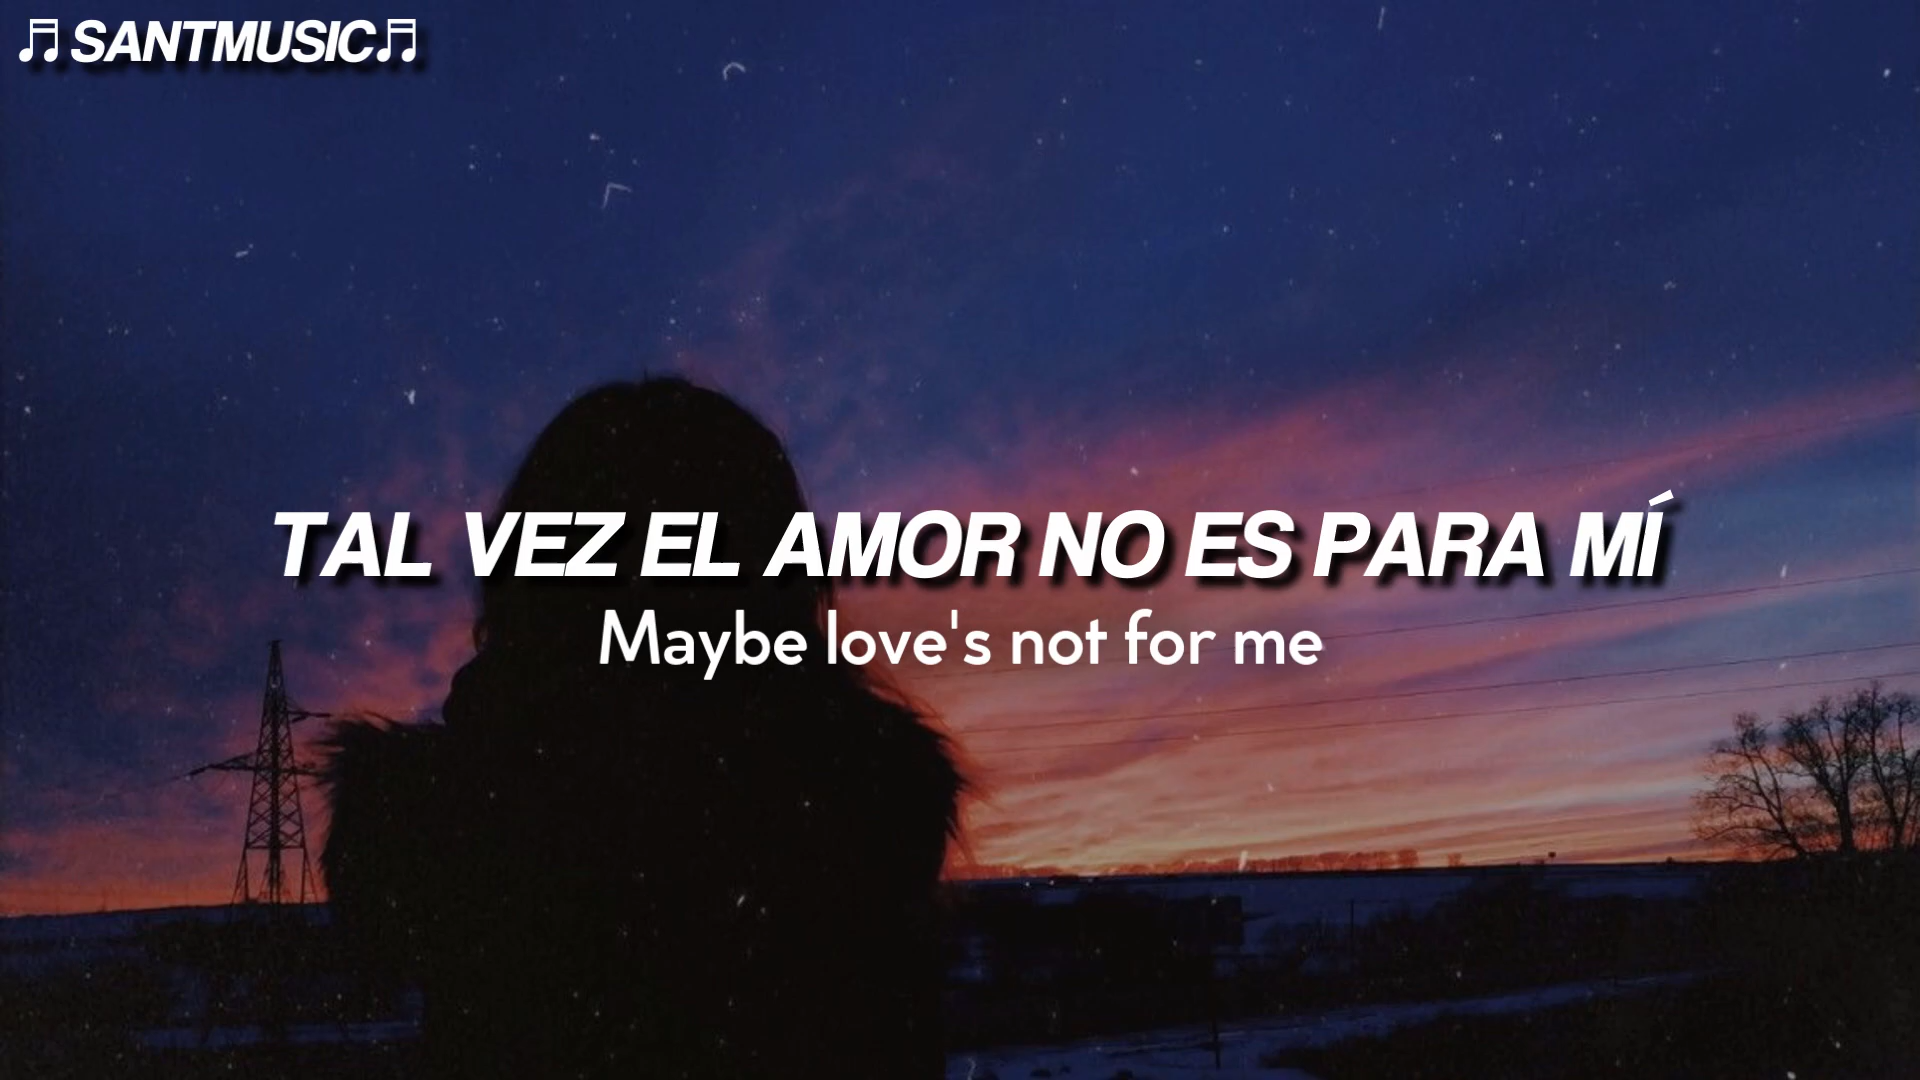 ♬ SANTMUSIC♬
TAL VEZ EL AMOR NO ES PARA MÍ
Maybe love's not for me